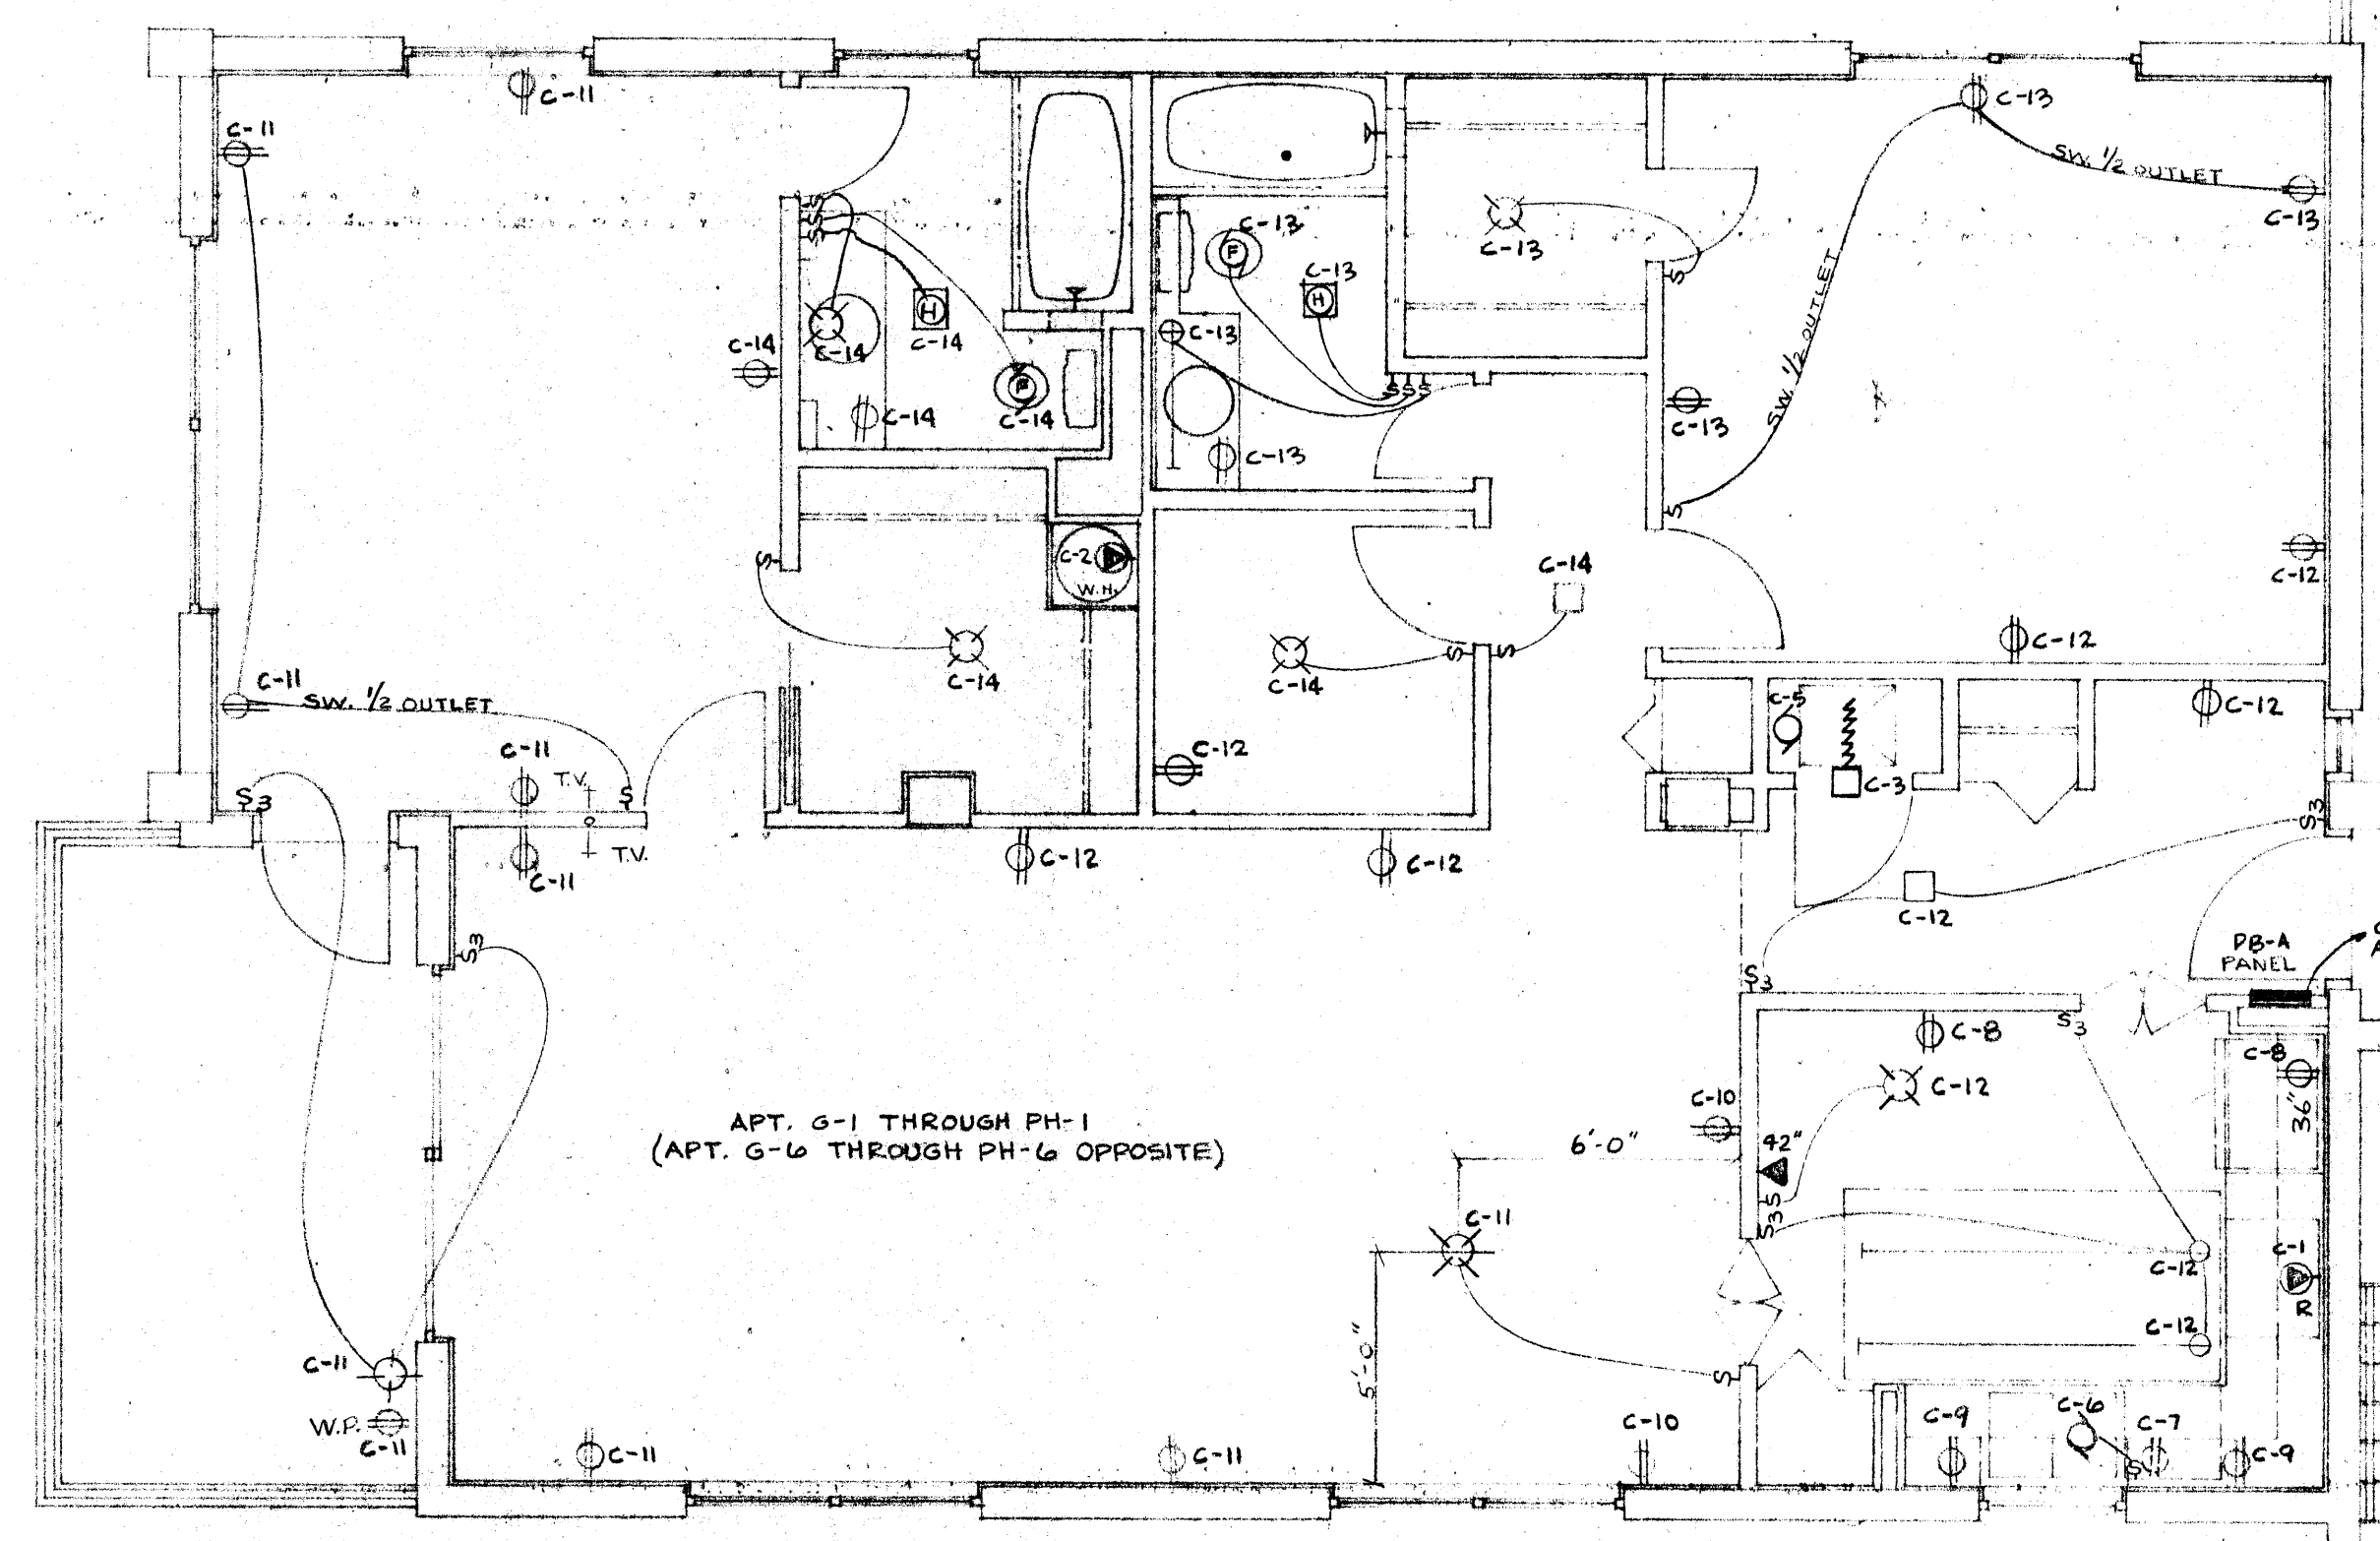 C-11
C-11
C-13
SW. 1/2 OUTLET
C-13
S
S
S
C-13
C-13
C-13
F
H
S
SW. 1/2 OUTLET
C-14
C-14
H
C-14
C-13
F
C-14
C-14
S S S
C-13
C-13
S
S
C-2
W.H.
C-14
C-12
C-14
C-14
S
S
C-12
C-11
SW. 1/2 OUTLET
C-5
C-12
C-11
T.V.
S
C-12
C-3
S3
S3
T.V.
C-11
C-12
C-12
C-12
S3
PB-A
PANEL
S3
S3
C-8
C-8
36"
C-12
C-10
APT. G-1 THROUGH PH-1
(APT. G-6 THROUGH PH-6 OPPOSITE)
6'-0"
42"
S
S3
C-11
C-1
R
C-12
C-12
5'-0"
C-11
S
W.P.
C-11
C-11
C-11
C-10
C-9
C-6
C-7
S
C-9